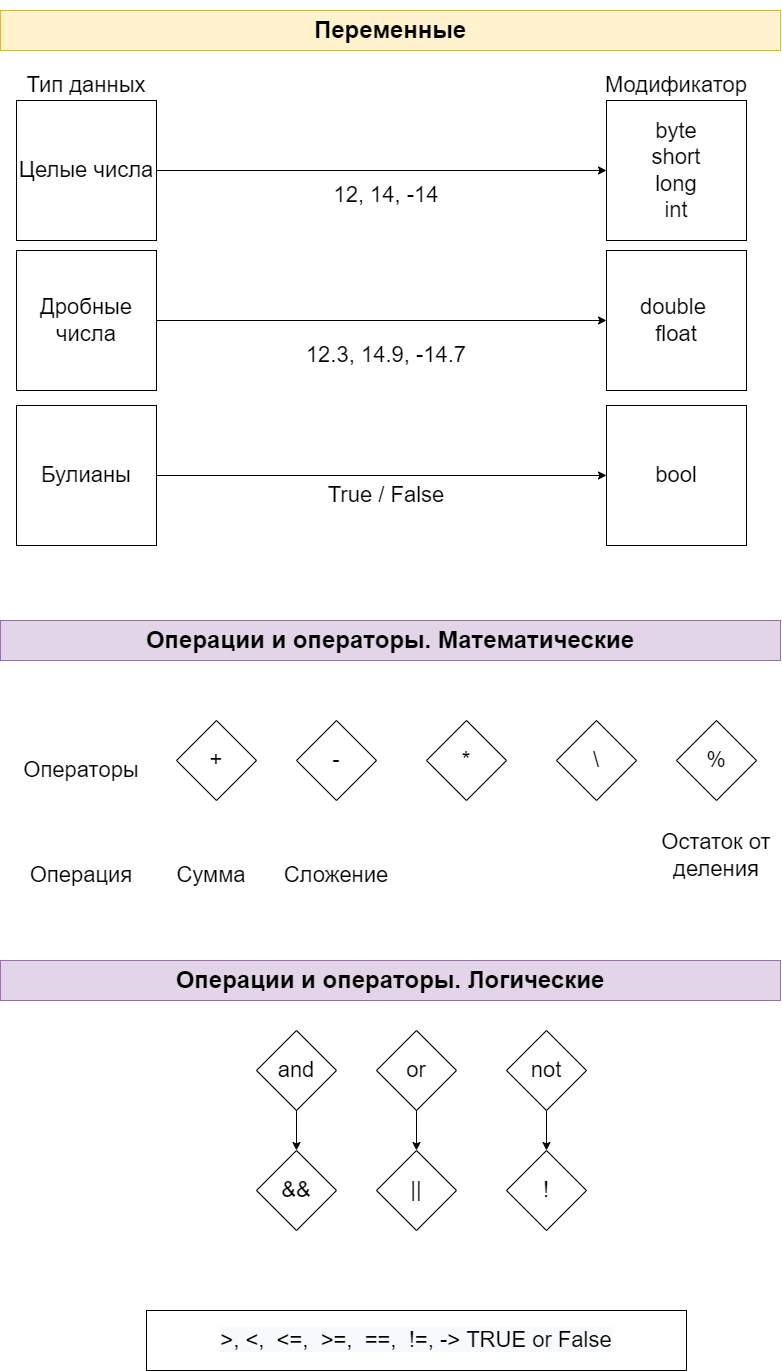 Переменные
Тип данных
Модификатор
Целые числа
12, 14, -14
byte
short
long
int
Дробные
числа
12.3, 14.9, -14.7
double
float
Булианы
True / False
bool
Операции и операторы. Математические
Операторы + - * \ %
Операция Сумма Сложение Остаток от
деления
Операции и операторы. Логические
and or not
&& || !
>, <, <=, >=, ==, !=, -> TRUE or False